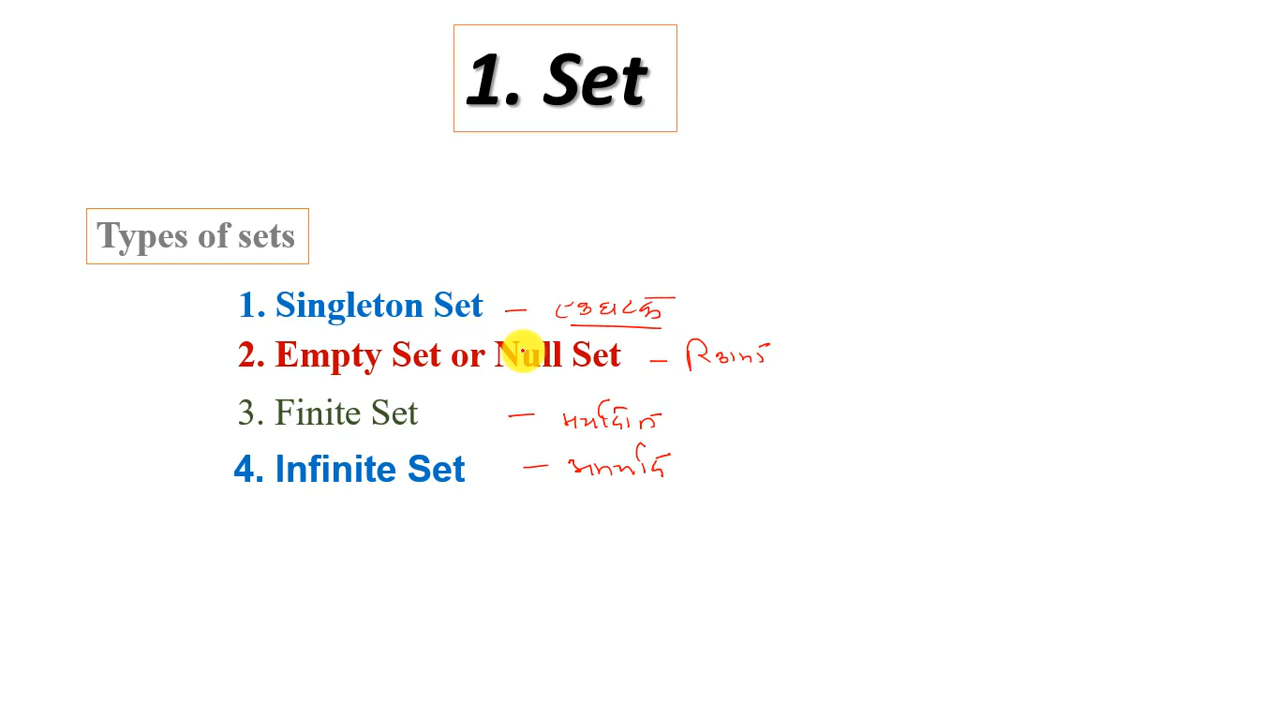 1. Set
Types of sets
1. Singleton Set – एकघटक
2. Empty Set or Null Set –
3. Finite Set –
4. Infinite Set –